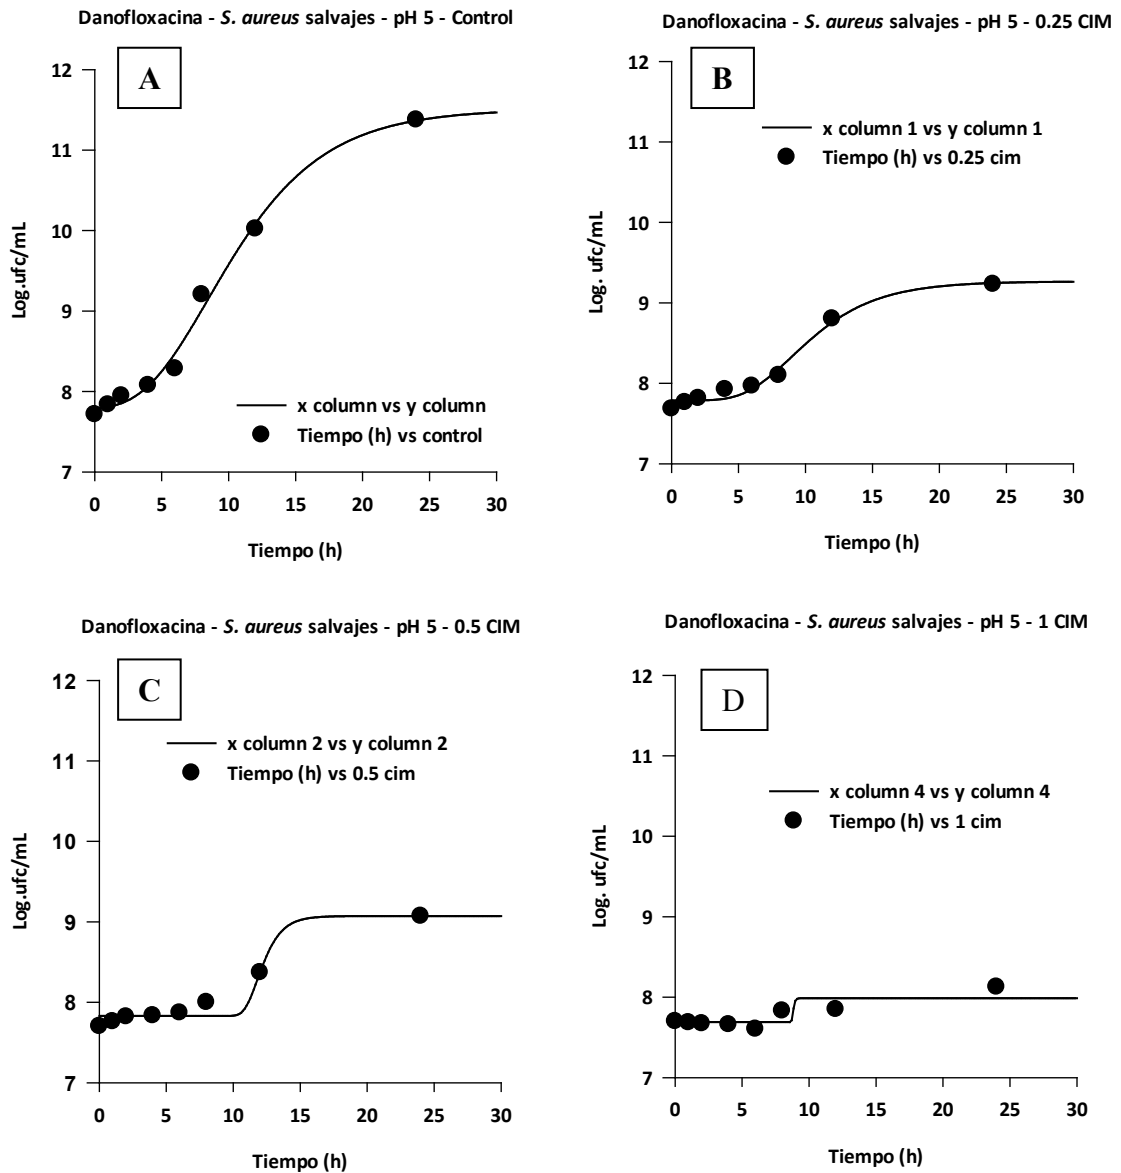 Danofloxacina - S. aureus salvajes - pH 5 - Control
A
12
11
10
9
8
7
Log.ufc/mL
x column vs y column
Tiempo (h) vs control
0 5 10 15 20 25 30
Tiempo (h)
Danofloxacina - S. aureus salvajes - pH 5 - 0.25 CIM
B
12
11
10
9
8
7
Log. ufc/mL
x column 1 vs y column 1
Tiempo (h) vs 0.25 cim
0 5 10 15 20 25 30
Tiempo (h)
Danofloxacina - S. aureus salvajes - pH 5 - 0.5 CIM
C
12
11
10
9
8
7
Log.ufc/mL
x column 2 vs y column 2
Tiempo (h) vs 0.5 cim
0 5 10 15 20 25 30
Tiempo (h)
Danofloxacina - S. aureus salvajes - pH 5 - 1 CIM
D
12
11
10
9
8
7
Log. ufc/mL
x column 4 vs y column 4
Tiempo (h) vs 1 cim
0 5 10 15 20 25 30
Tiempo (h)